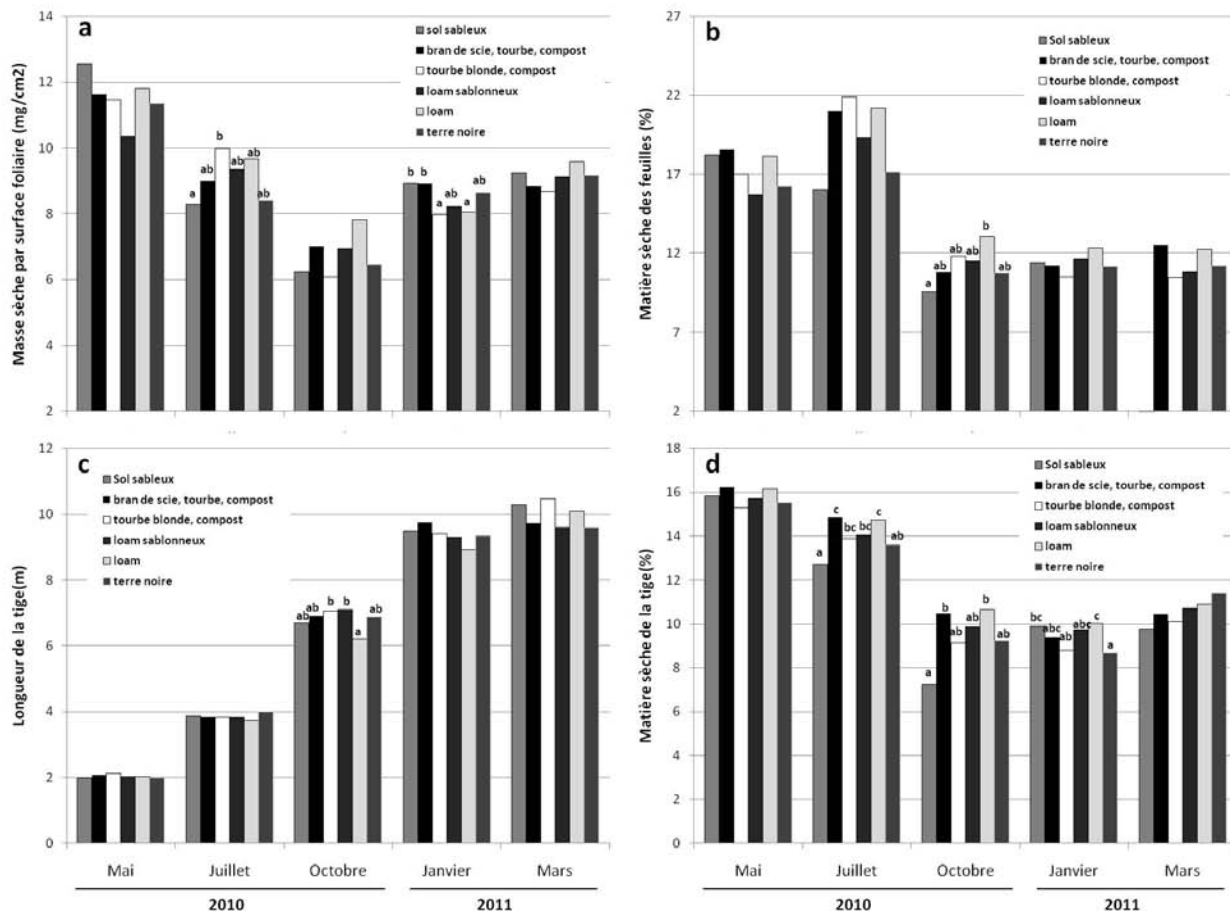 a
Masse sèche par surface foliaire (mg/cm2)
14
12
10
8
6
4
2
sol sableux
bran de scie, tourbe, compost
tourbe blonde, compost
loam sablonneux
loam
terre noire
a
ab
b
ab
ab
ab
b
b
a
ab
a
ab
b
Matière sèche des feuilles (%)
27
22
17
12
7
2
Sol sableux
bran de scie, tourbe, compost
tourbe blonde, compost
loam sablonneux
loam
terre noire
a
ab
ab
ab
b
ab
c
Longueur de la tige(m)
12
10
8
6
4
2
0
Sol sableux
bran de scie, tourbe, compost
tourbe blonde, compost
loam sablonneux
loam
terre noire
ab
ab
b
b
a
ab
Mai
Juillet
Octobre
Janvier
Mars
2010
2011
d
Matière sèche de la tige(%)
18
16
14
12
10
8
6
4
2
0
Sol sableux
bran de scie, tourbe, compost
tourbe blonde, compost
loam sablonneux
loam
terre noire
a
c
bc
bc
c
ab
a
b
ab
ab
b
ab
bc
abc
ab
abc
c
a
Mai
Juillet
Octobre
Janvier
Mars
2010
2011